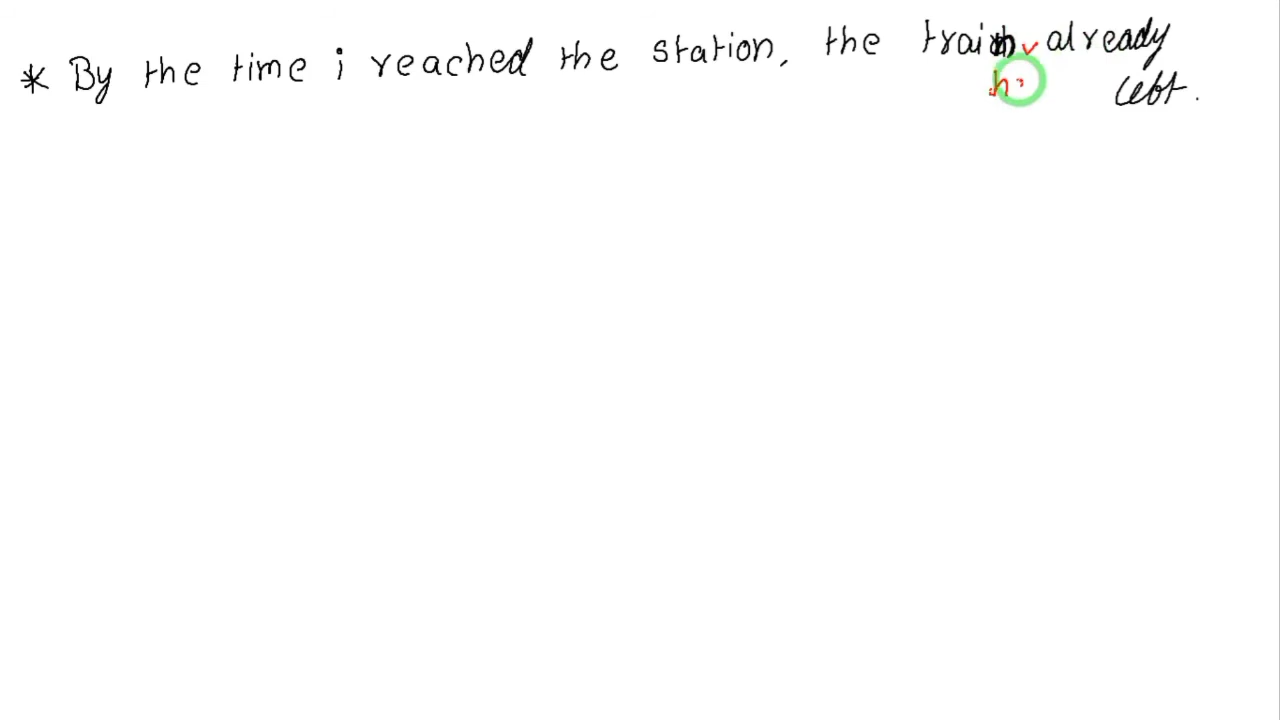 * By the time i reached the station, the train already
h
left.